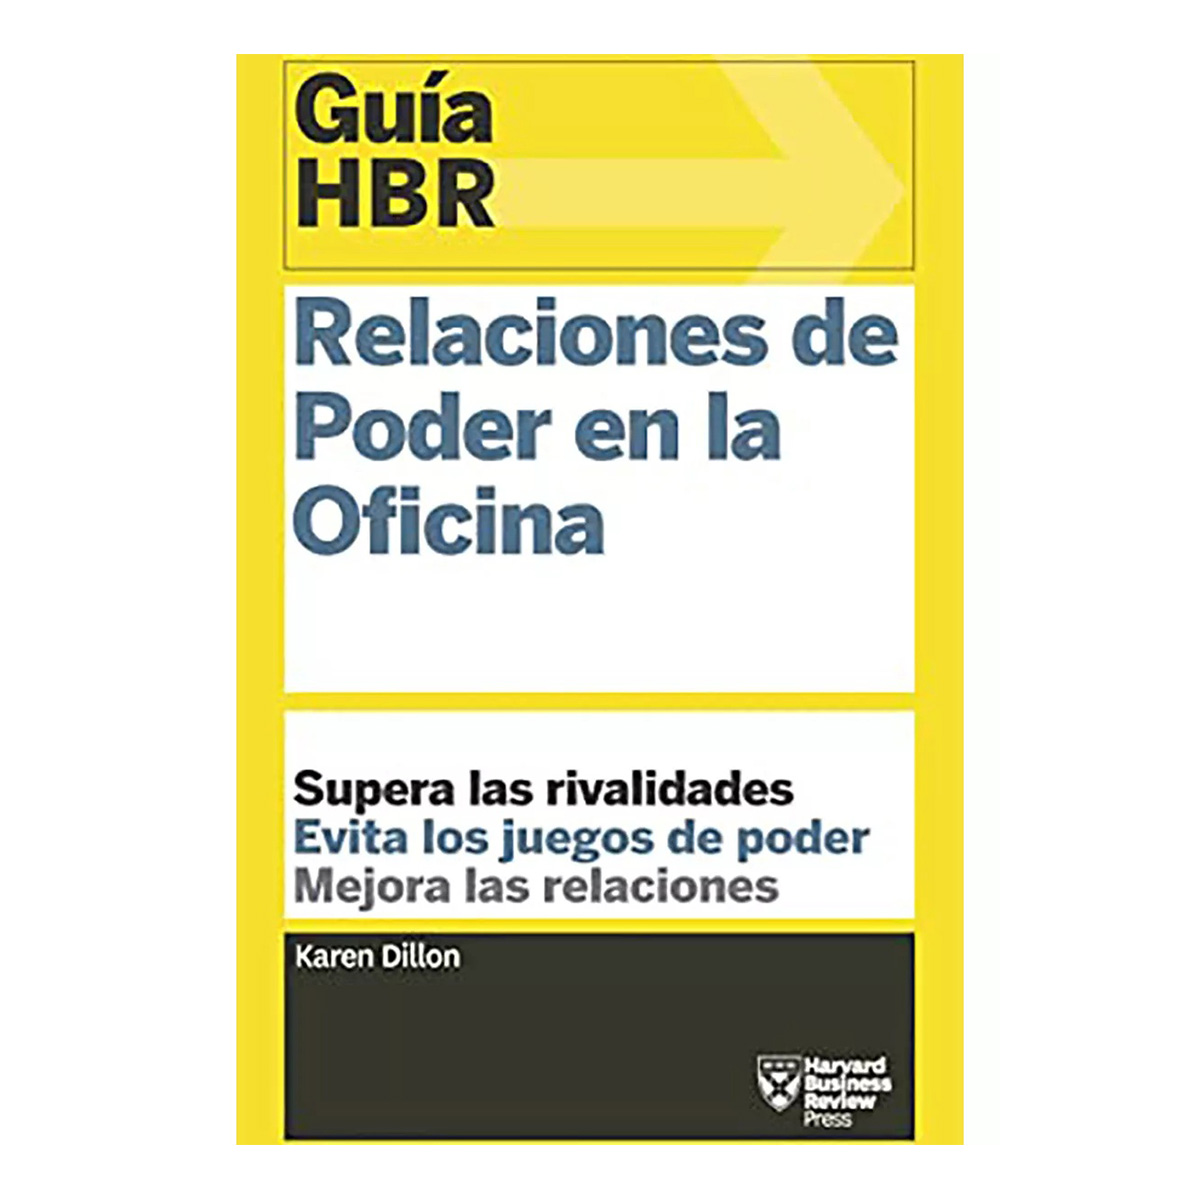 Guía
HBR
Relaciones de
Poder en la
Oficina
Supera las rivalidades
Evita los juegos de poder
Mejora las relaciones
Karen Dillon
Harvard
Business
Review
Press